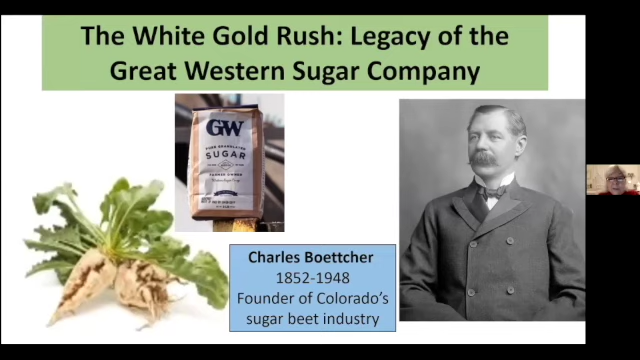 The White Gold Rush: Legacy of the
Great Western Sugar Company
GW
SUGAR
Charles Boettcher
1852-1948
Founder of Colorado's
sugar beet industry